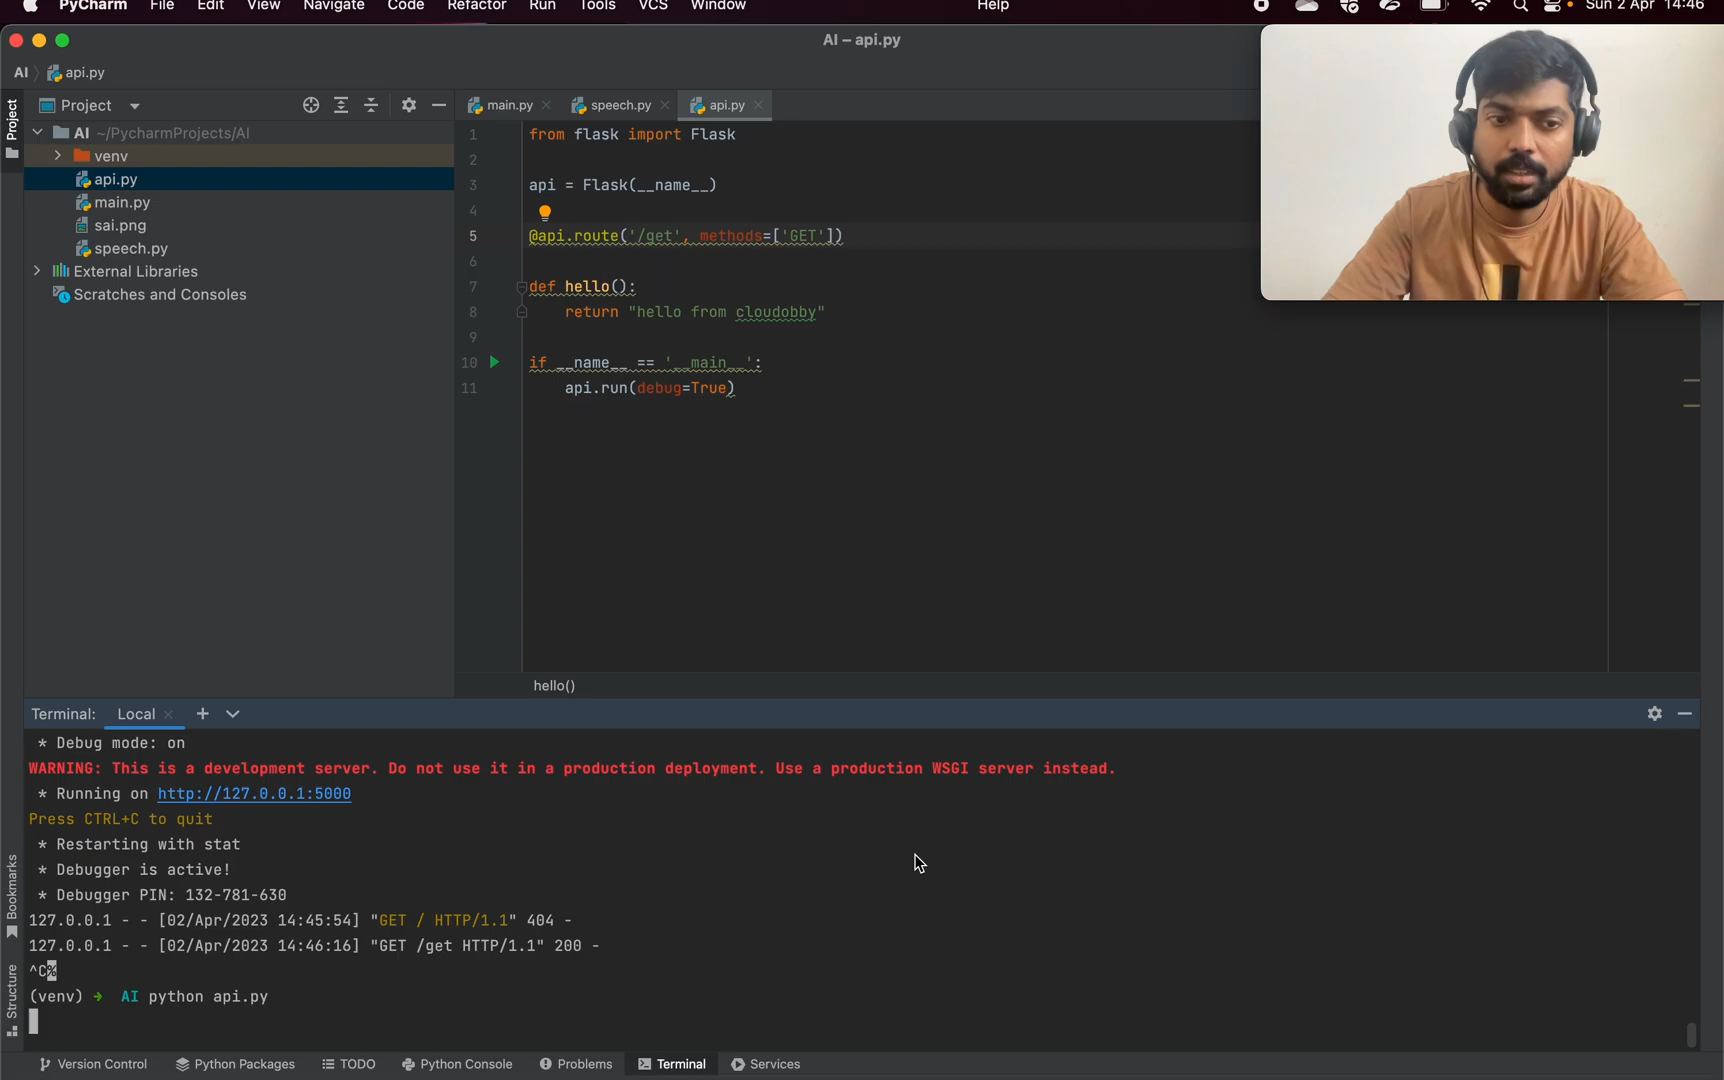 PyCharm File Edit View Navigate Code Refactor Run Tools VCS Window Help Sun 2 Apr 14:46
AI – api.py
AI api.py
Project
Project
main.py speech.py api.py
AI ~/PycharmProjects/AI
venv
api.py
main.py
sai.png
speech.py
External Libraries
Scratches and Consoles
1 from flask import Flask
2
3 api = Flask(__name__)
4
5 @api.route('/get', methods=['GET'])
6
7 def hello():
8 return "hello from cloudobby"
9
10 if __name__ == '__main__':
11 api.run(debug=True)
hello()
Terminal: Local
* Debug mode: on
WARNING: This is a development server. Do not use it in a production deployment. Use a production WSGI server instead.
* Running on http://127.0.0.1:5000
Press CTRL+C to quit
* Restarting with stat
* Debugger is active!
* Debugger PIN: 132-781-630
127.0.0.1 - - [02/Apr/2023 14:45:54] "GET / HTTP/1.1" 404 -
127.0.0.1 - - [02/Apr/2023 14:46:16] "GET /get HTTP/1.1" 200 -
^C%
(venv) → AI python api.py
Bookmarks
Structure
Version Control Python Packages TODO Python Console Problems Terminal Services